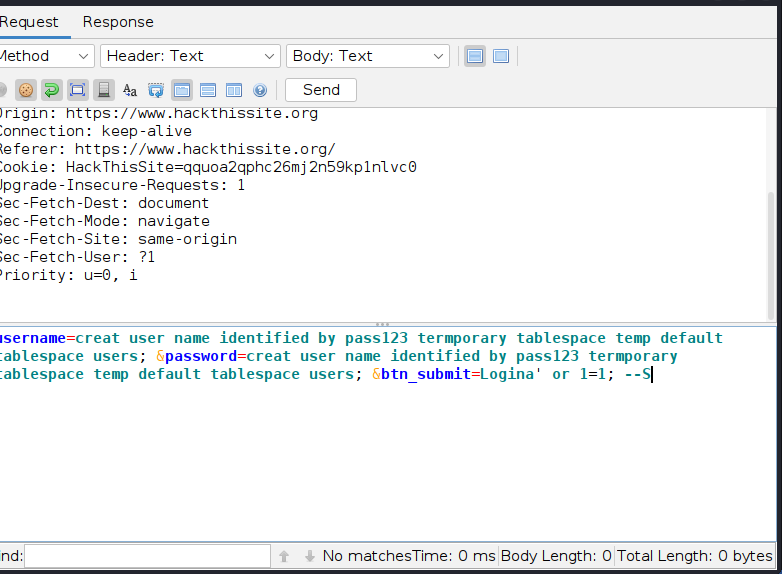 Request Response
Method Header: Text Body: Text
Send
Origin: https://www.hackthissite.org
Connection: keep-alive
Referer: https://www.hackthissite.org/
Cookie: HackThisSite=qquoa2qphc26mj2n59kp1nlvc0
Upgrade-Insecure-Requests: 1
Sec-Fetch-Dest: document
Sec-Fetch-Mode: navigate
Sec-Fetch-Site: same-origin
Sec-Fetch-User: ?1
Priority: u=0, i
username=creat user name identified by pass123 termporary tablespace temp default
tablespace users; &password=creat user name identified by pass123 termporary
tablespace temp default tablespace users; &btn_submit=Logina' or 1=1; --S
ind: No matches Time: 0 ms Body Length: 0 Total Length: 0 bytes